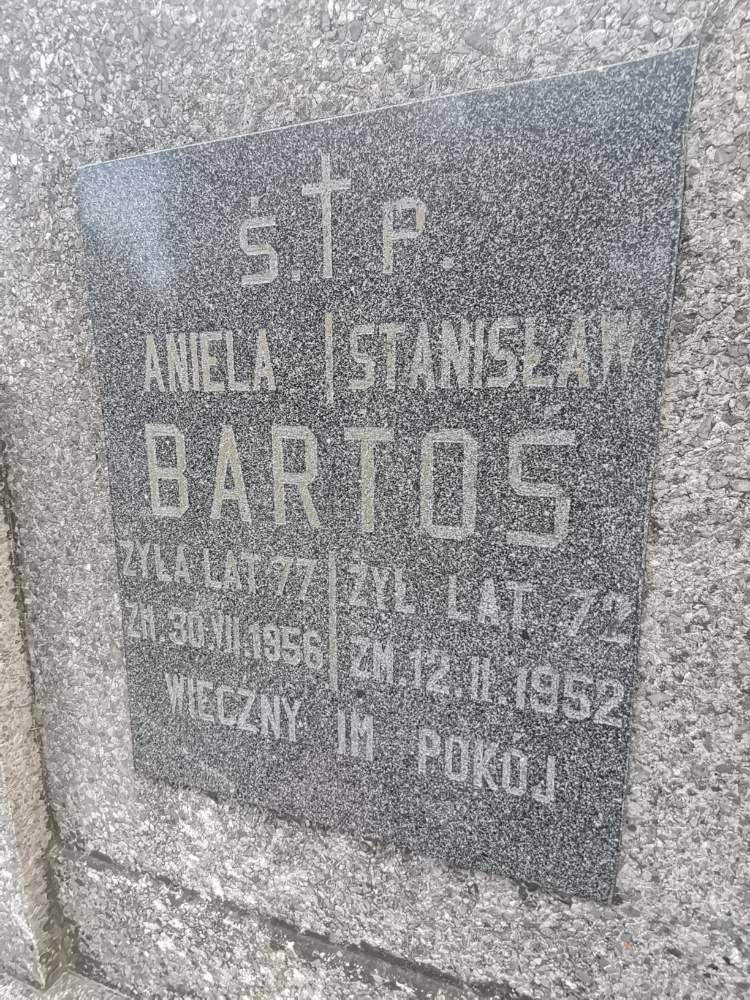 Ś. † P.
ANIELA | STANISŁAW
BARTOŚ
ŻYŁA LAT 77 | ŻYŁ LAT 72
ZM. 30.VII.1956 | ZM. 12.II.1952
WIECZNY IM POKÓJ